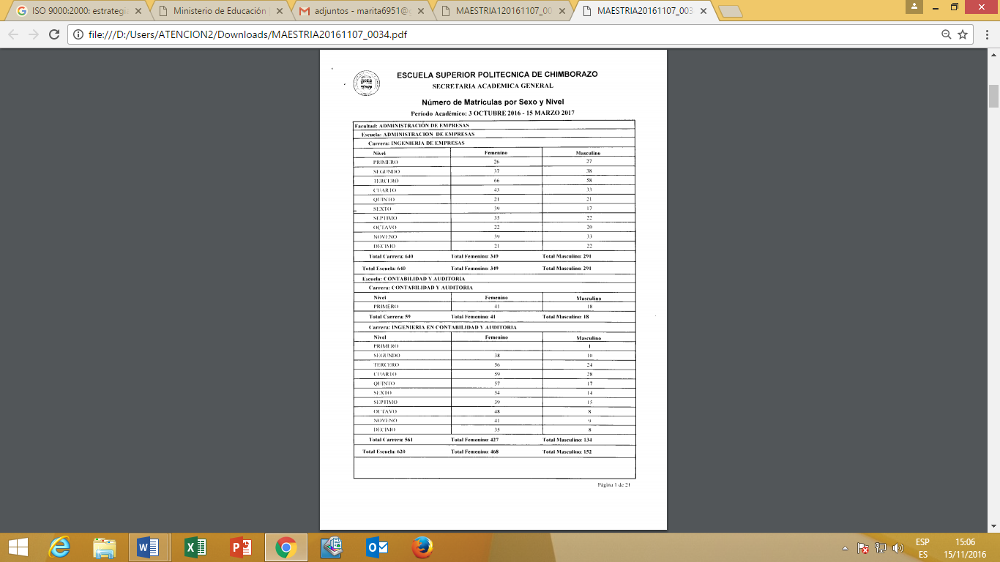 ISO 9000:2000: estrategi
Ministerio de Educación
adjuntos - marita6951@g
MAESTRIA120161107_00
MAESTRIA20161107_003
file:///D:/Users/ATENCION2/Downloads/MAESTRIA20161107_0034.pdf
ESCUELA SUPERIOR POLITECNICA DE CHIMBORAZO
SECRETARIA ACADEMICA GENERAL
Número de Matrículas por Sexo y Nivel
Período Académico: 3 OCTUBRE 2016 - 15 MARZO 2017
Facultad: ADMINISTRACIÓN DE EMPRESAS
Escuela: ADMINISTRACION DE EMPRESAS
Carrera: INGENIERIA DE EMPRESAS
Nivel Femenino Masculino
PRIMERO 26 27
SEGUNDO 37 38
TERCERO 66 58
CUARTO 43 33
QUINTO 21 21
SEXTO 39 17
SEPTIMO 35 22
OCTAVO 22 20
NOVENO 39 33
DECIMO 21 22
Total Carrera: 640 Total Femenino: 349 Total Masculino: 291
Total Escuela: 640 Total Femenino: 349 Total Masculino: 291
Escuela: CONTABILIDAD Y AUDITORIA
Carrera: CONTABILIDAD Y AUDITORIA
Nivel Femenino Masculino
PRIMERO 41 18
Total Carrera: 59 Total Femenino: 41 Total Masculino: 18
Carrera: INGENIERIA EN CONTABILIDAD Y AUDITORIA
Nivel Femenino Masculino
PRIMERO 1
SEGUNDO 38 10
TERCERO 56 24
CUARTO 59 28
QUINTO 57 17
SEXTO 54 14
SEPTIMO 39 15
OCTAVO 48 8
NOVENO 41 9
DECIMO 35 8
Total Carrera: 561 Total Femenino: 427 Total Masculino: 134
Total Escuela: 620 Total Femenino: 468 Total Masculino: 152
Página 1 de 21
ESP 15:06
ES 15/11/2016